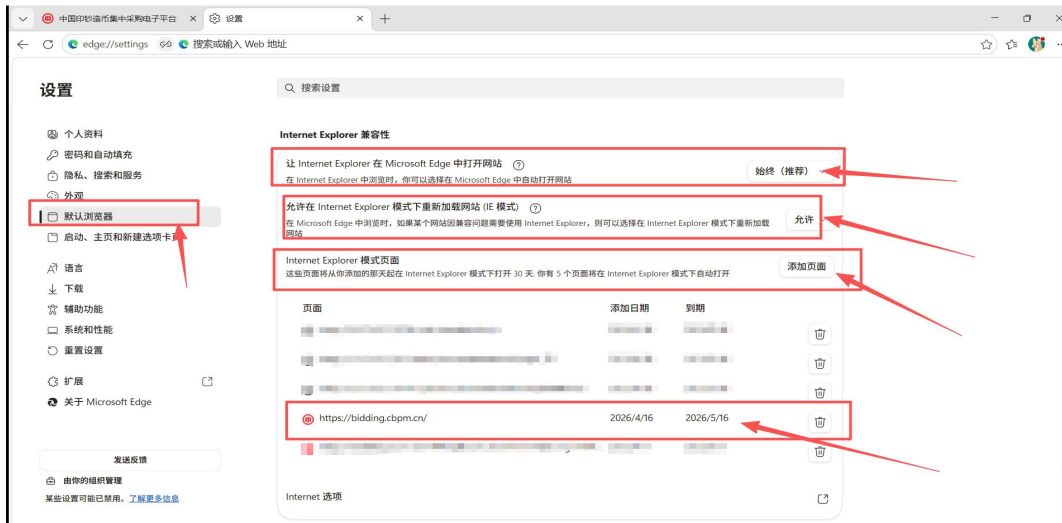 中国印钞造币集中采购电子平台
设置
edge://settings
搜索或输入 Web 地址
设置
搜索设置
个人资料
密码和自动填充
隐私、搜索和服务
外观
默认浏览器
启动、主页和新建选项卡页
语言
下载
辅助功能
系统和性能
重置设置
扩展
关于 Microsoft Edge
发送反馈
由你的组织管理
某些设置可能已禁用。了解更多信息
Internet Explorer 兼容性
让 Internet Explorer 在 Microsoft Edge 中打开网站
在 Internet Explorer 中浏览时，你可以选择在 Microsoft Edge 中自动打开网站
始终（推荐）
允许在 Internet Explorer 模式下重新加载网站 (IE 模式)
在 Microsoft Edge 中浏览时，如果某个网站因兼容问题需要使用 Internet Explorer，则可以选择在 Internet Explorer 模式下重新加载
网站
允许
Internet Explorer 模式页面
这些页面将从你添加的那天起在 Internet Explorer 模式下打开 30 天. 你有 5 个页面将在 Internet Explorer 模式下自动打开
添加页面
页面 添加日期 到期
https://bidding.cbpm.cn/ 2026/4/16 2026/5/16
Internet 选项